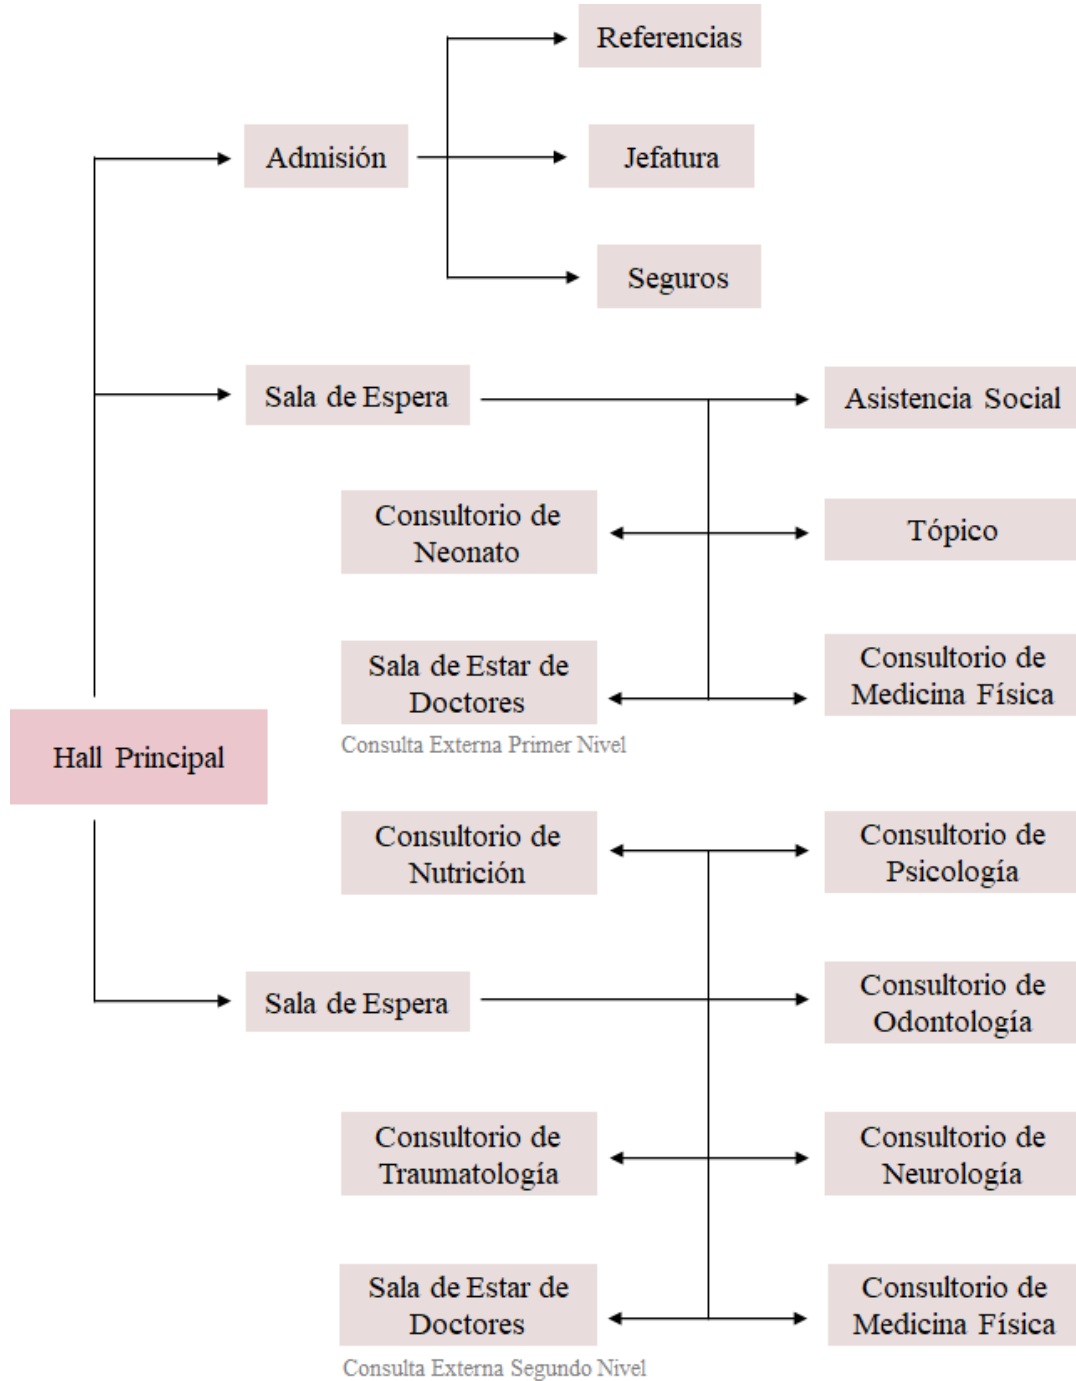 Referencias
Admisión
Jefatura
Seguros
Sala de Espera
Asistencia Social
Consultorio de
Neonato
Tópico
Sala de Estar de
Doctores
Consultorio de
Medicina Física
Consulta Externa Primer Nivel
Hall Principal
Consultorio de
Nutrición
Consultorio de
Psicología
Sala de Espera
Consultorio de
Odontología
Consultorio de
Traumatología
Consultorio de
Neurología
Sala de Estar de
Doctores
Consultorio de
Medicina Física
Consulta Externa Segundo Nivel